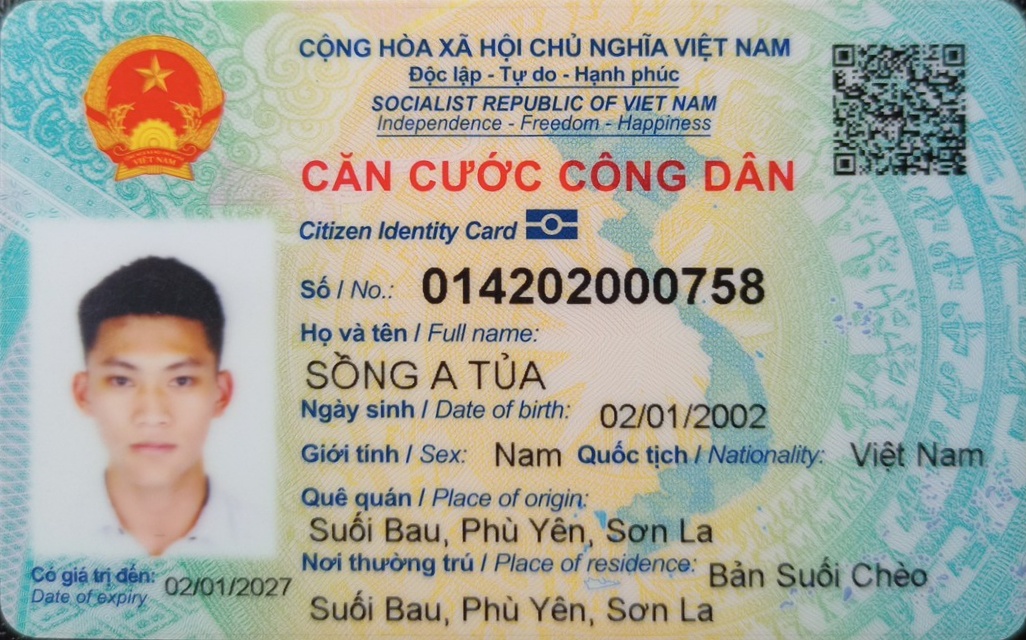 CỘNG HÒA XÃ HỘI CHỦ NGHĨA VIỆT NAM
Độc lập - Tự do - Hạnh phúc
SOCIALIST REPUBLIC OF VIET NAM
Independence - Freedom - Happiness
VIỆT NAM
CĂN CƯỚC CÔNG DÂN
Citizen Identity Card
Số / No.: 014202000758
Họ và tên / Full name:
SỒNG A TỦA
Ngày sinh / Date of birth: 02/01/2002
Giới tính / Sex: Nam Quốc tịch / Nationality: Việt Nam
Quê quán / Place of origin:
Suối Bau, Phù Yên, Sơn La
Nơi thường trú / Place of residence: Bản Suối Chèo
Suối Bau, Phù Yên, Sơn La
Có giá trị đến: 02/01/2027
Date of expiry